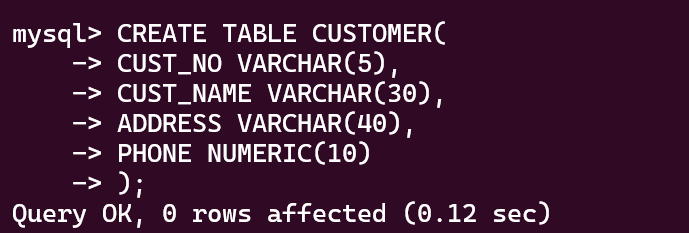 mysql> CREATE TABLE CUSTOMER(
    -> CUST_NO VARCHAR(5),
    -> CUST_NAME VARCHAR(30),
    -> ADDRESS VARCHAR(40),
    -> PHONE NUMERIC(10)
    -> );
Query OK, 0 rows affected (0.12 sec)